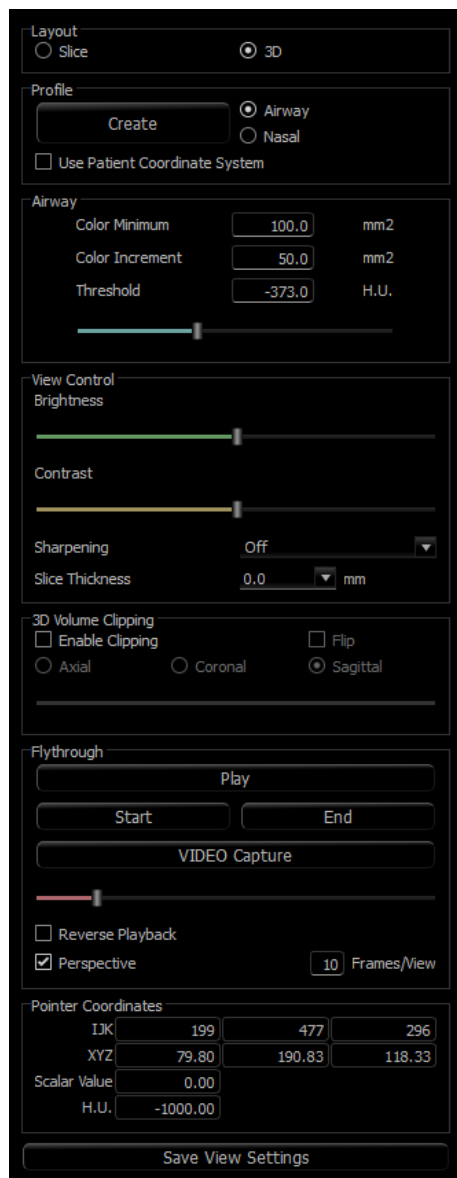 Layout
Slice 3D
Profile
Create Airway
Nasal
Use Patient Coordinate System
Airway
Color Minimum 100.0 mm2
Color Increment 50.0 mm2
Threshold -373.0 H.U.
View Control
Brightness
Contrast
Sharpening Off
Slice Thickness 0.0 mm
3D Volume Clipping
Enable Clipping Flip
Axial Coronal Sagittal
Flythrough
Play
Start End
VIDEO Capture
Reverse Playback
Perspective 10 Frames/View
Pointer Coordinates
IJK 199 477 296
XYZ 79.80 190.83 118.33
Scalar Value 0.00
H.U. -1000.00
Save View Settings